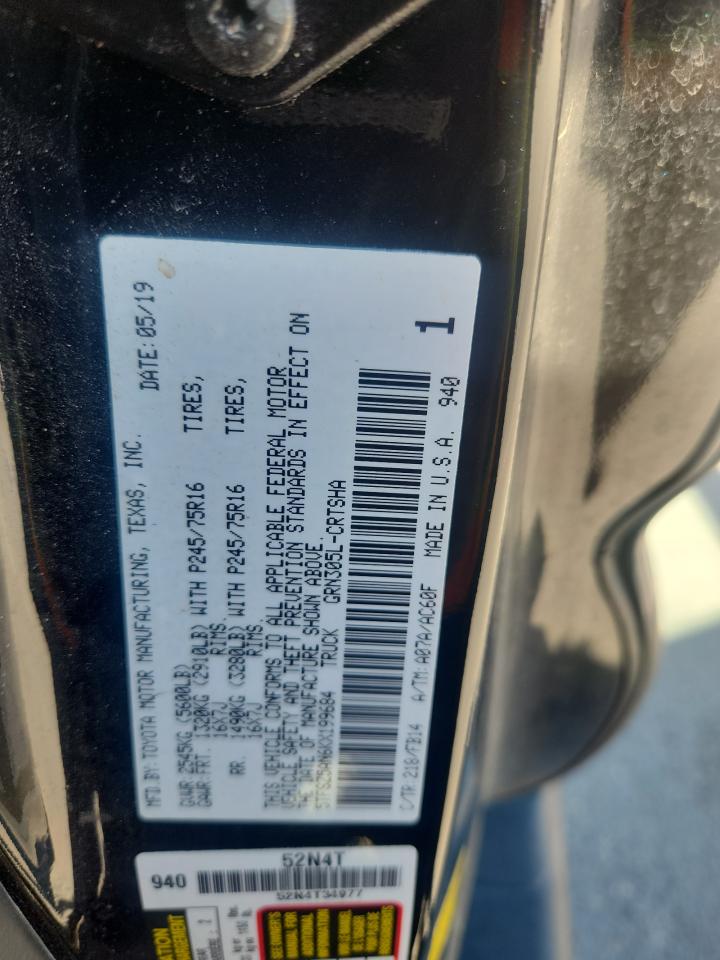 MFD.BY:TOYOTA MOTOR MANUFACTURING, TEXAS, INC. DATE:05/19
GVWR:2545KG (5600LB)
GAWR:FRT. 1320KG (2910LB) WITH P245/75R16 TIRES,
16X7J RIMS.
RR. 1490KG (3280LB) WITH P245/75R16 TIRES,
16X7J RIMS.
THIS VEHICLE CONFORMS TO ALL APPLICABLE FEDERAL MOTOR
VEHICLE SAFETY AND THEFT PREVENTION STANDARDS IN EFFECT ON
THE DATE OF MANUFACTURE SHOWN ABOVE.
TRUCK GRN305L-CRTSHA 1
C/TR:218/FB14 A/TM:A07A/AC60F MADE IN U.S.A. 940
52N4T
940
52N4T34977